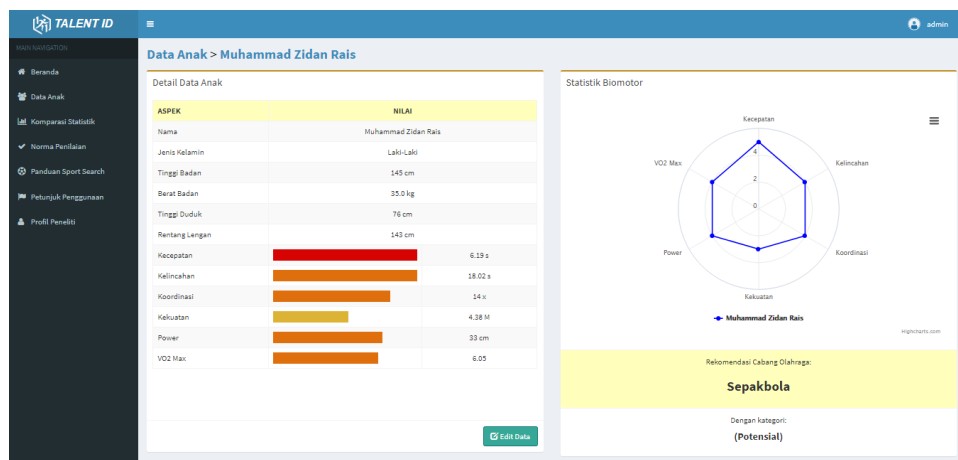 TALENT ID
admin
MAIN NAVIGATION
Beranda
Data Anak
Komparasi Statistik
Norma Penilaian
Panduan Sport Search
Petunjuk Penggunaan
Profil Peneliti
Data Anak > Muhammad Zidan Rais
Detail Data Anak
ASPEK NILAI
Nama Muhammad Zidan Rais
Jenis Kelamin Laki-Laki
Tinggi Badan 145 cm
Berat Badan 35.0 kg
Tinggi Duduk 76 cm
Rentang Lengan 143 cm
Kecepatan 6.19 s
Kelincahan 18.02 s
Koordinasi 14 x
Kekuatan 4.38 M
Power 33 cm
VO2 Max 6.05
Edit Data
Statistik Biomotor
Kecepatan
VO2 Max
Kelincahan
4
2
0
Power
Koordinasi
Kekuatan
Muhammad Zidan Rais
Highcharts.com
Rekomendasi Cabang Olahraga:
Sepakbola
Dengan kategori:
(Potensial)